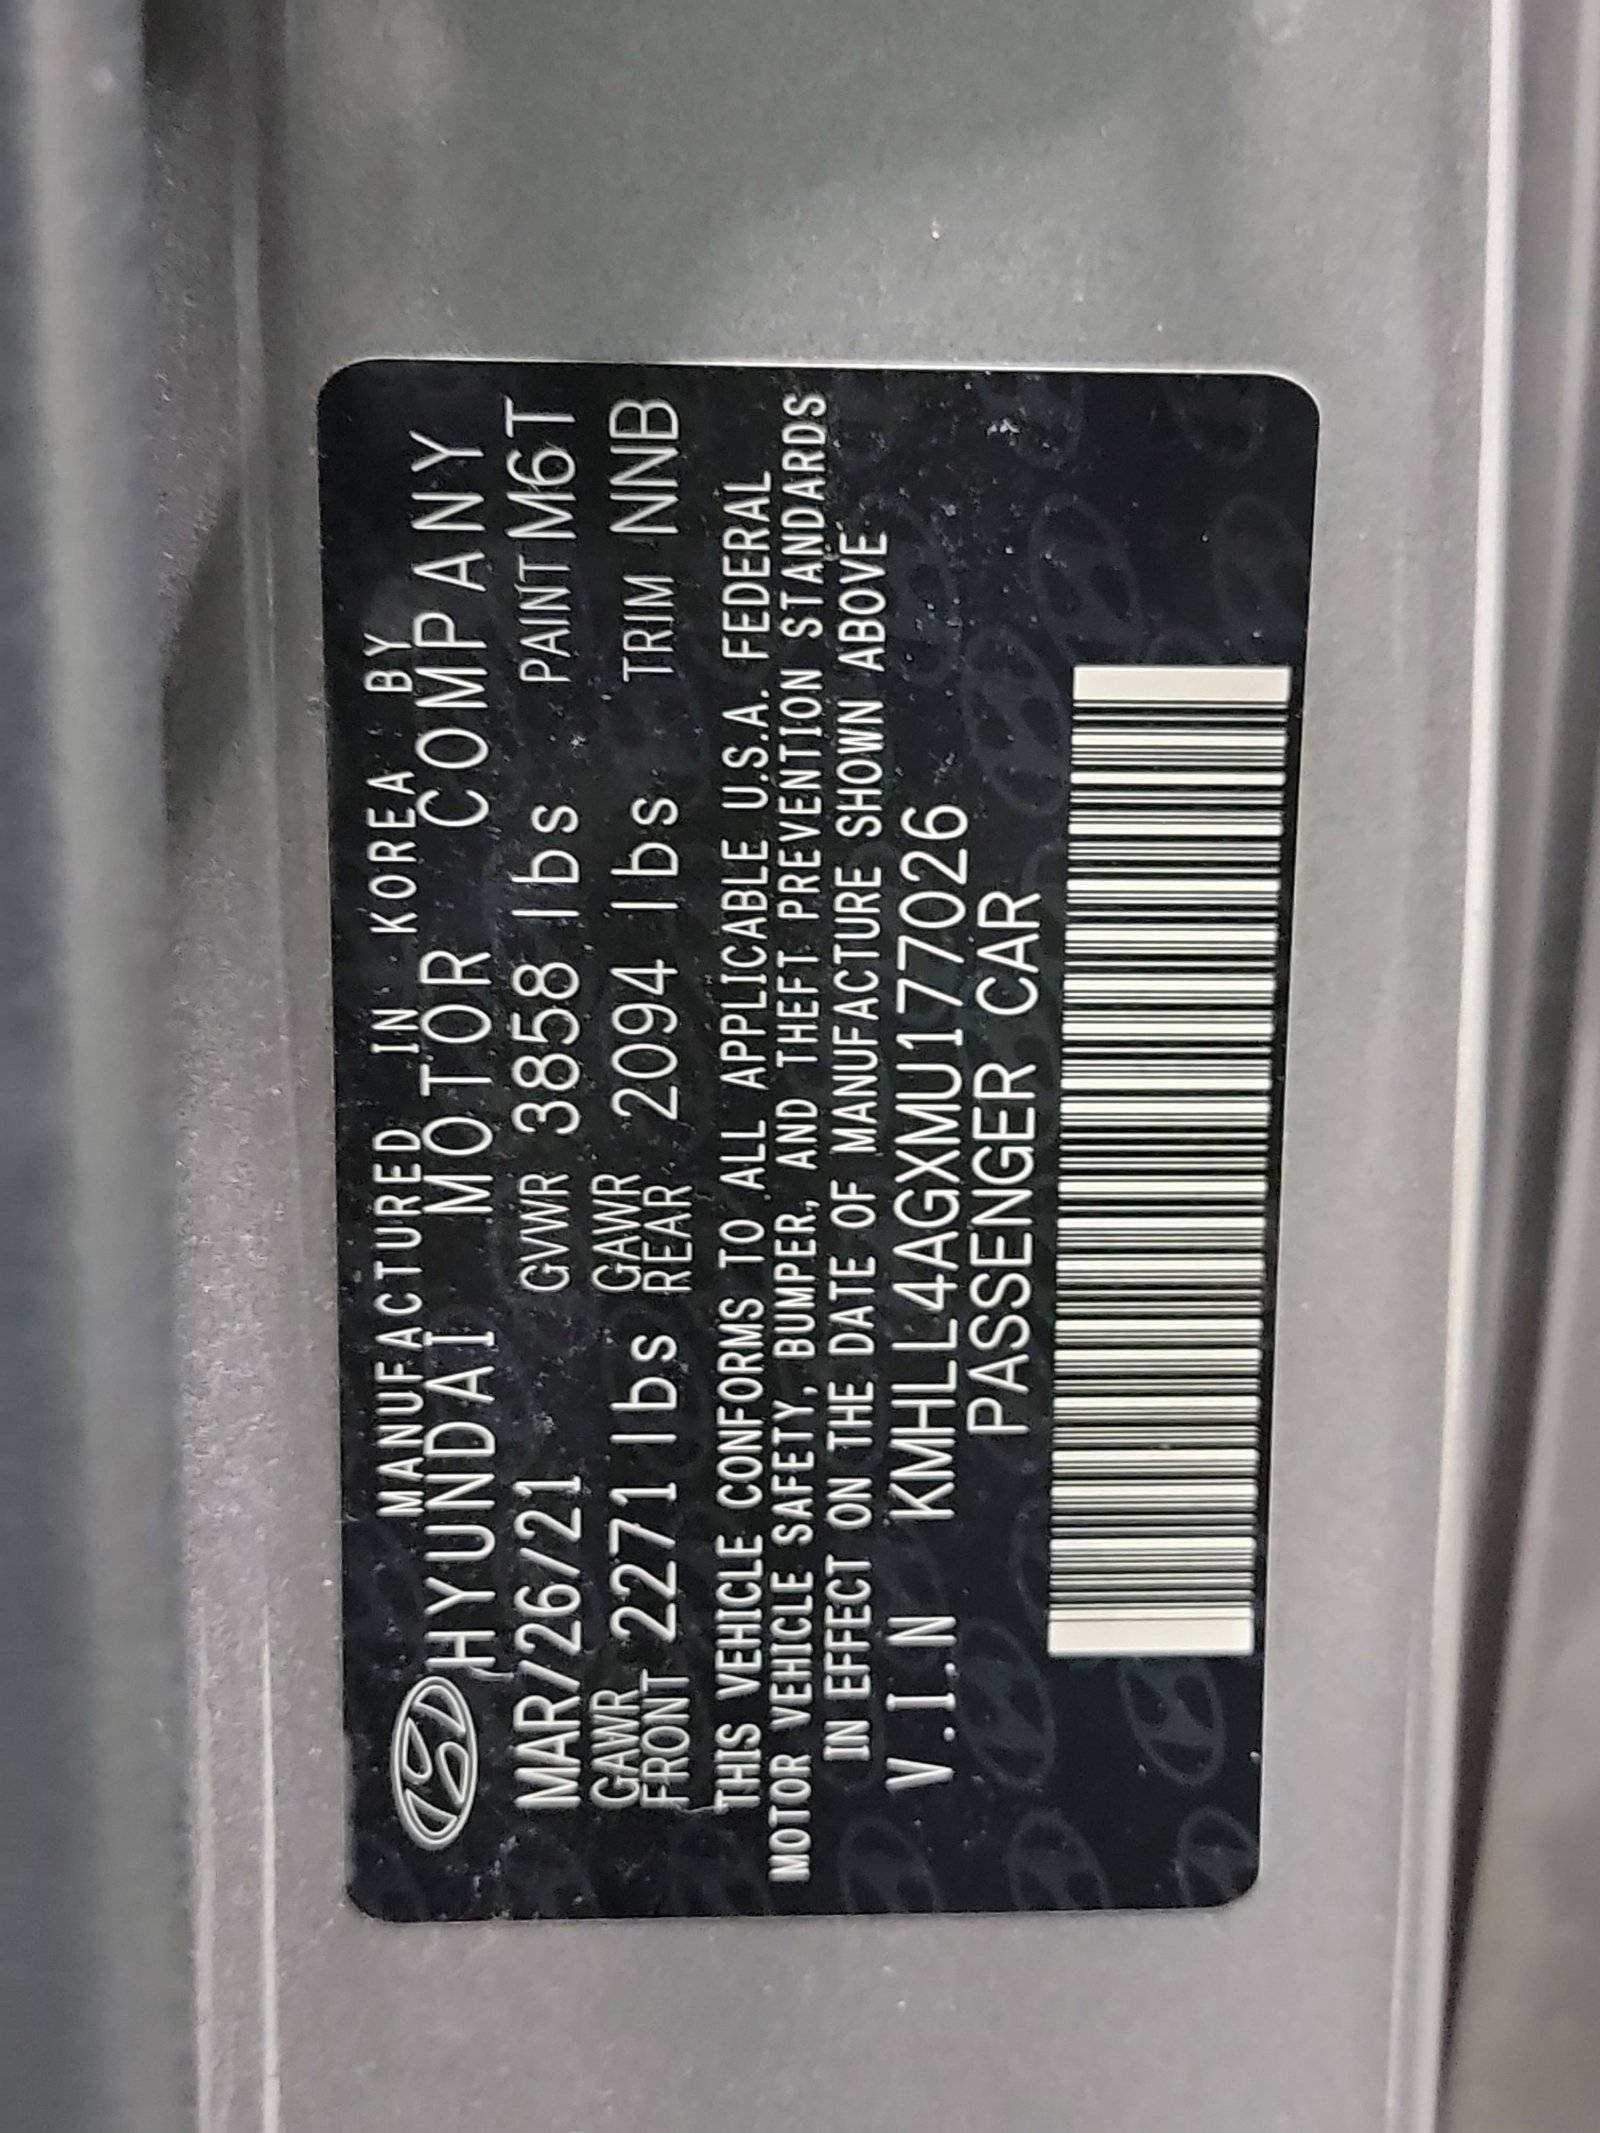 MANUFACTURED IN KOREA BY
HYUNDAI MOTOR COMPANY
MAR/26/21 GVWR 3858 lbs PAINT M6T
GAWR FRONT 2271 lbs GAWR REAR 2094 lbs TRIM NNB
THIS VEHICLE CONFORMS TO ALL APPLICABLE U.S.A. FEDERAL
MOTOR VEHICLE SAFETY, BUMPER, AND THEFT PREVENTION STANDARDS
IN EFFECT ON THE DATE OF MANUFACTURE SHOWN ABOVE
V.I.N KMHLL4AGXMU177026
PASSENGER CAR